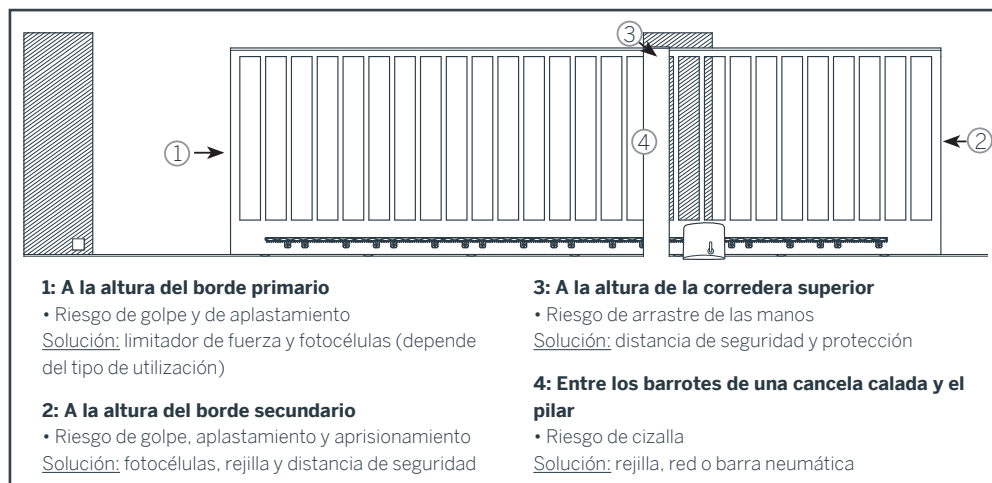 3
1
4
2
1: A la altura del borde primario
• Riesgo de golpe y de aplastamiento
Solución: limitador de fuerza y fotocélulas (depende
del tipo de utilización)
2: A la altura del borde secundario
• Riesgo de golpe, aplastamiento y aprisionamiento
Solución: fotocélulas, rejilla y distancia de seguridad
3: A la altura de la corredera superior
• Riesgo de arrastre de las manos
Solución: distancia de seguridad y protección
4: Entre los barrotes de una cancela calada y el
pilar
• Riesgo de cizalla
Solución: rejilla, red o barra neumática